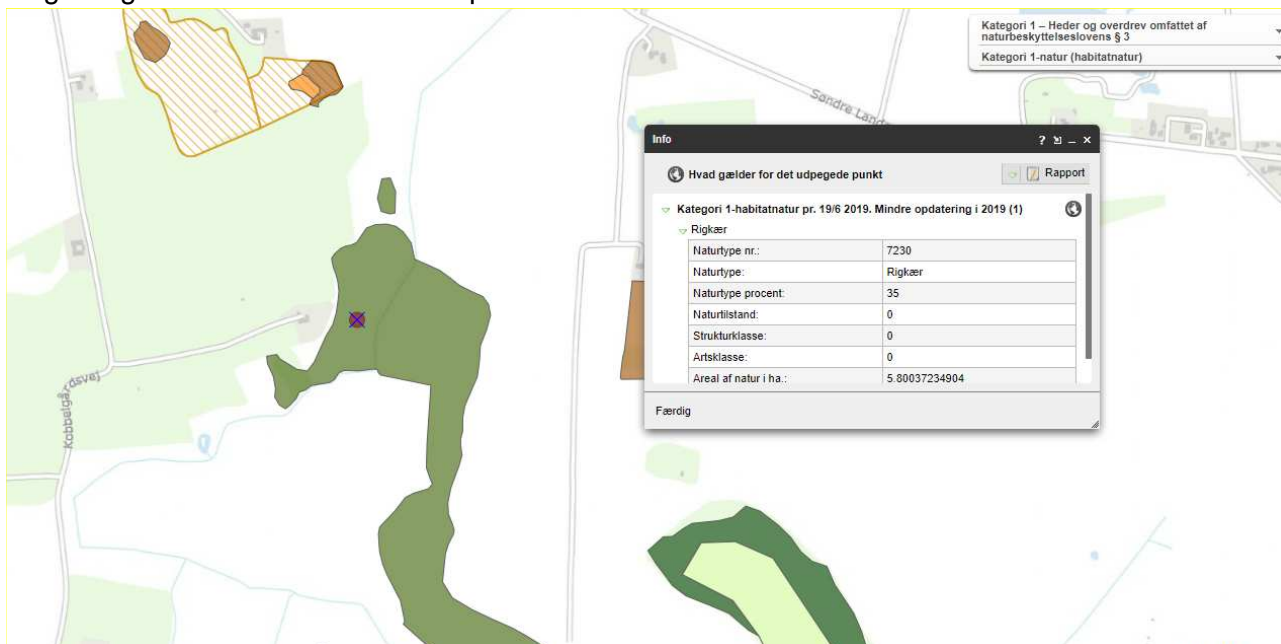 Kategori 1 – Heder og overdrev omfattet af
naturbeskyttelseslovens § 3
Kategori 1-natur (habitatnatur)
Søndre Land
Info
? _ ×
Hvad gælder for det udpegede punkt
Rapport
Kategori 1-habitatnatur pr. 19/6 2019. Mindre opdatering i 2019 (1)
Rigkær
Naturtype nr.: 7230
Naturtype: Rigkær
Naturtype procent: 35
Naturtilstand: 0
Strukturklasse: 0
Artsklasse: 0
Areal af natur i ha.: 5.80037234904
Færdig
Kobbelgårdsvej